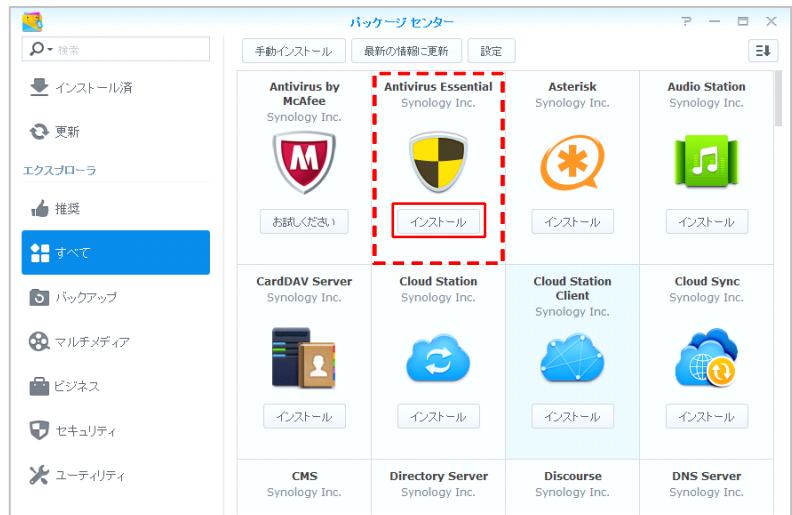 パッケージ センター
検索
手動インストール 最新の情報に更新 設定
インストール済
更新
エクスプローラ
推奨
すべて
バックアップ
マルチメディア
ビジネス
セキュリティ
ユーティリティ
Antivirus by
McAfee
Synology Inc.
お試しください
Antivirus Essential
Synology Inc.
インストール
Asterisk
Synology Inc.
インストール
Audio Station
Synology Inc.
インストール
CardDAV Server
Synology Inc.
インストール
Cloud Station
Synology Inc.
インストール
Cloud Station
Client
Synology Inc.
インストール
Cloud Sync
Synology Inc.
インストール
CMS
Synology Inc.
Directory Server
Synology Inc.
Discourse
Synology Inc.
DNS Server
Synology Inc.